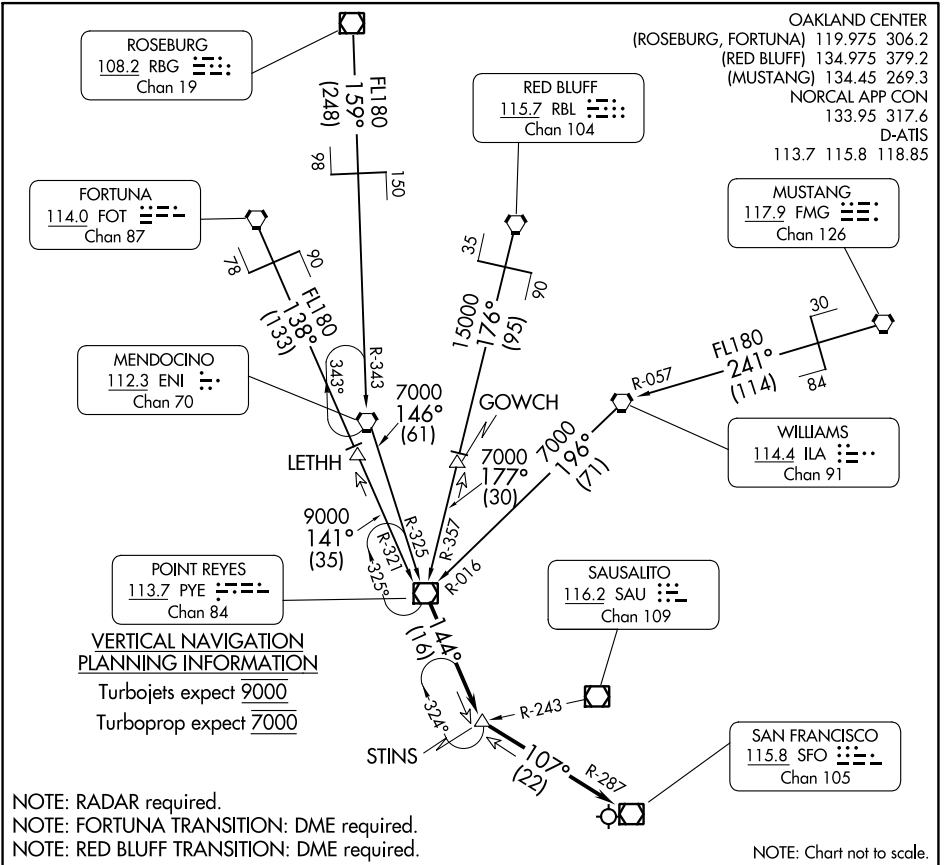 OAKLAND CENTER
(ROSEBURG, FORTUNA) 119.975 306.2
(RED BLUFF) 134.975 379.2
(MUSTANG) 134.45 269.3
NORCAL APP CON
133.95 317.6
D-ATIS
113.7 115.8 118.85
ROSEBURG
108.2 RBG
Chan 19
FL180
159°
(248)
98
150
RED BLUFF
115.7 RBL
Chan 104
FORTUNA
114.0 FOT
Chan 87
MUSTANG
117.9 FMG
Chan 126
78
90
FL180
138°
(133)
35
90
15000
176°
(95)
30
84
FL180
241°
(114)
R-057
MENDOCINO
112.3 ENI
Chan 70
343°
R-343
7000
146°
(61)
GOWCH
7000
196°
(71)
WILLIAMS
114.4 ILA
Chan 91
LETHH
7000
177°
(30)
9000
141°
(35)
R-321
R-325
R-357
R-016
325°
POINT REYES
113.7 PYE
Chan 84
SAUSALITO
116.2 SAU
Chan 109
VERTICAL NAVIGATION
PLANNING INFORMATION
Turbojets expect 9000
Turboprop expect 7000
144°
(16)
324°
R-243
STINS
107°
(22)
R-287
SAN FRANCISCO
115.8 SFO
Chan 105
NOTE: RADAR required.
NOTE: FORTUNA TRANSITION: DME required.
NOTE: RED BLUFF TRANSITION: DME required.
NOTE: Chart not to scale.